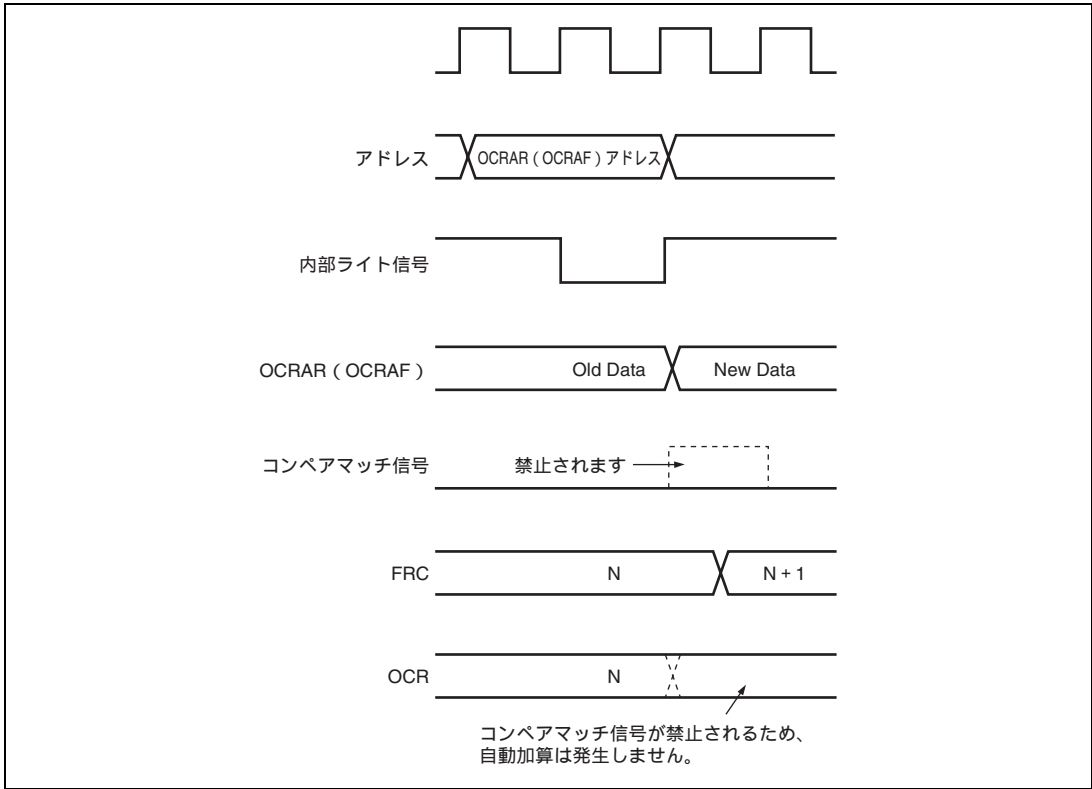 アドレス
OCRAR ( OCRAF ) アドレス
内部ライト信号
OCRAR ( OCRAF )
Old Data
New Data
コンペアマッチ信号
禁止されます
FRC
N
N + 1
OCR
N
コンペアマッチ信号が禁止されるため、
自動加算は発生しません。